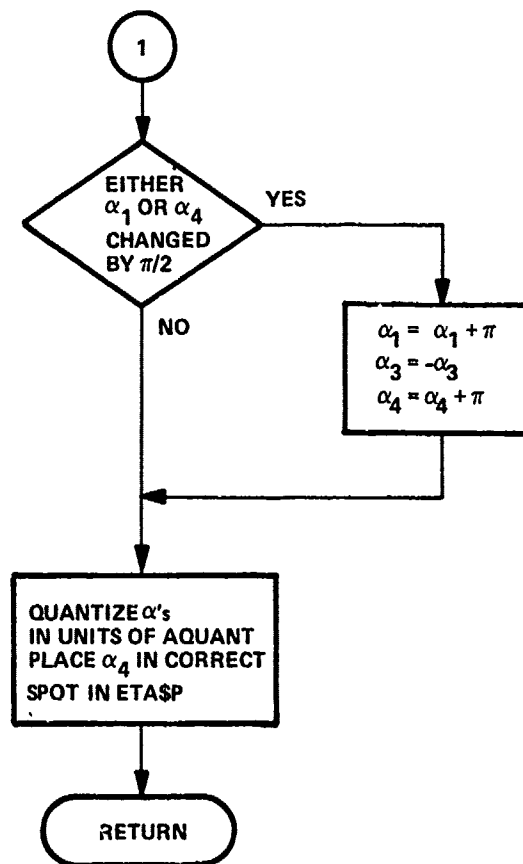 1
EITHER
α₁ OR α₄
CHANGED
BY π/2
YES
NO
α₁ = α₁ + π
α₃ = -α₃
α₄ = α₄ + π
QUANTIZE α's
IN UNITS OF AQUANT
PLACE α₄ IN CORRECT
SPOT IN ETA$P
RETURN